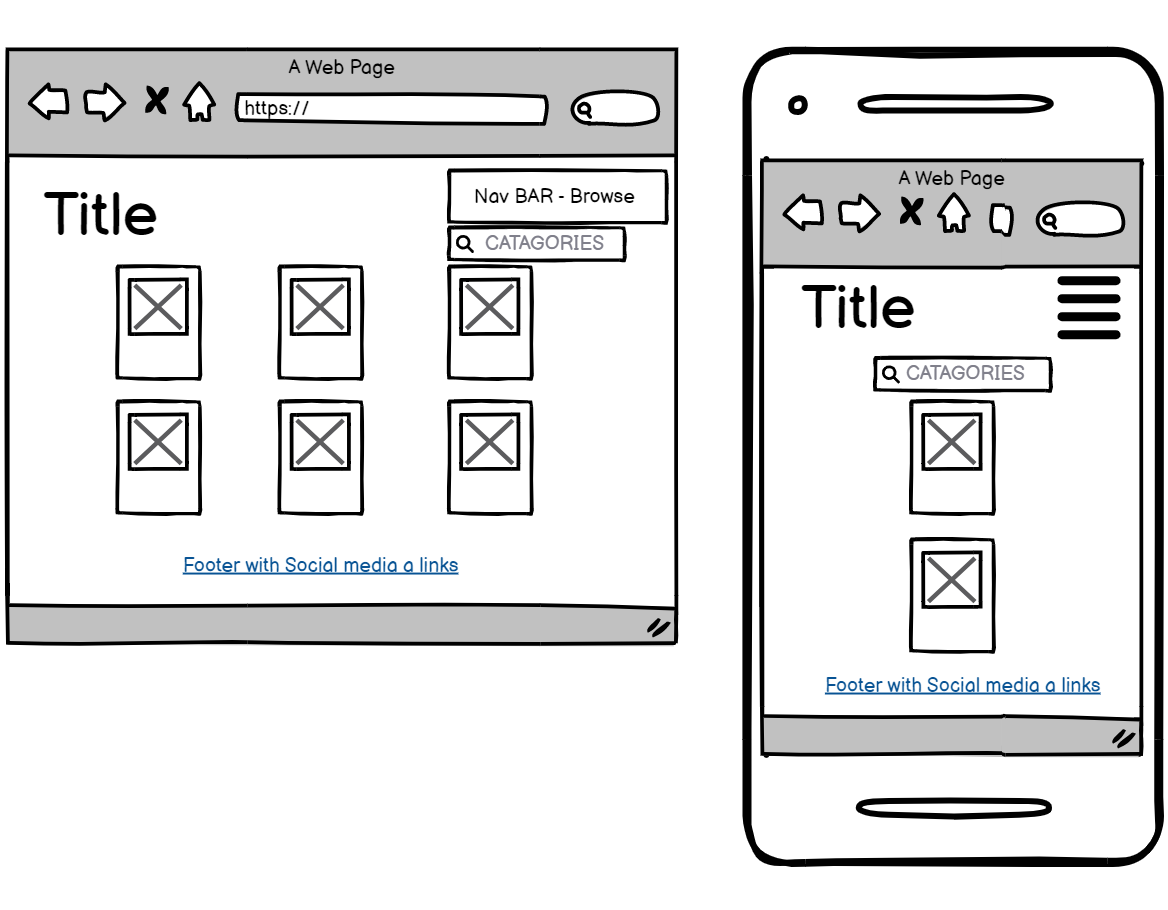 A Web Page
https://
Title
Nav BAR - Browse
CATAGORIES
Footer with Social media a links
A Web Page
Title
CATAGORIES
Footer with Social media a links